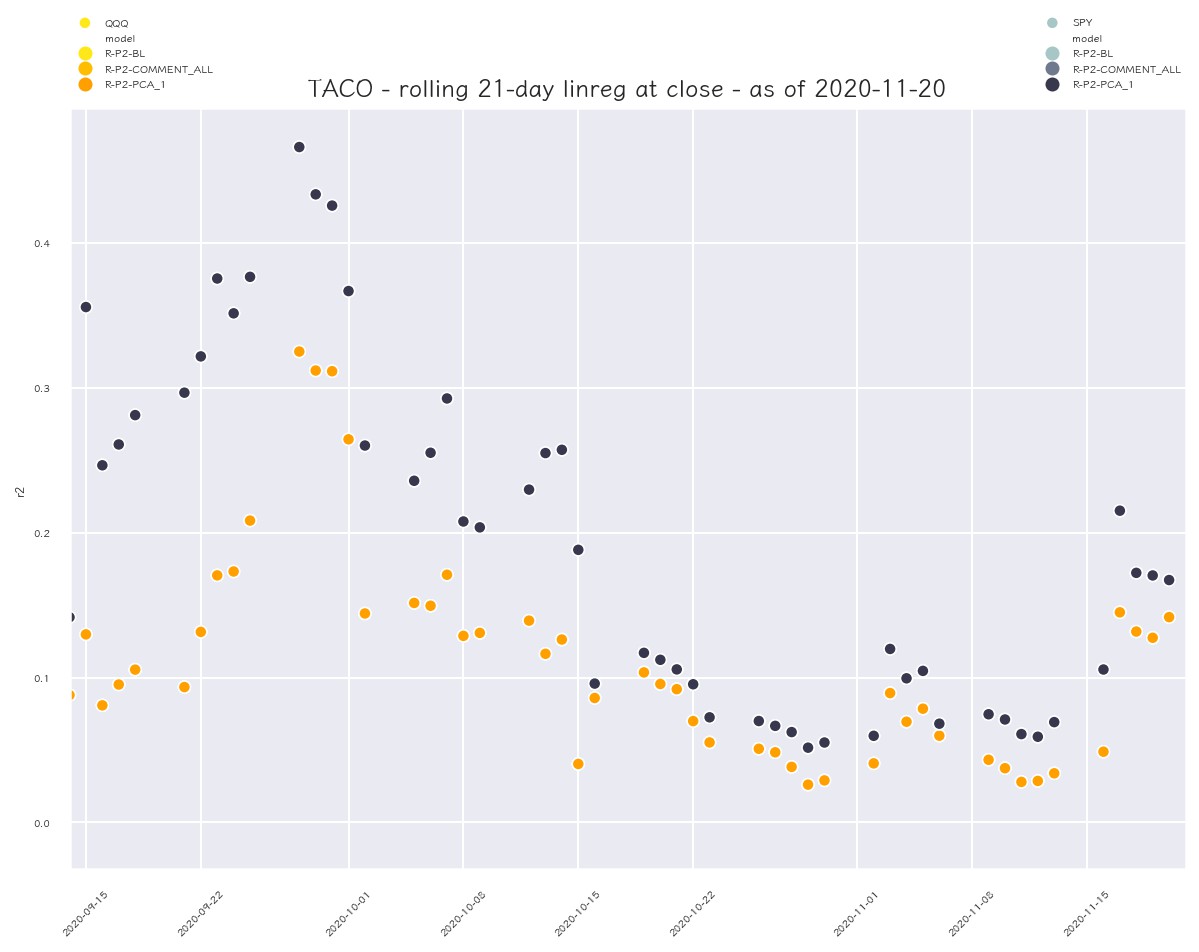 QQQ
model
R-P2-BL
R-P2-COMMENT_ALL
R-P2-PCA_1
SPY
model
R-P2-BL
R-P2-COMMENT_ALL
R-P2-PCA_1
TACO - rolling 21-day linreg at close - as of 2020-11-20
r2
0.4
0.3
0.2
0.1
0.0
2020-09-15
2020-09-22
2020-10-01
2020-10-08
2020-10-15
2020-10-22
2020-11-01
2020-11-08
2020-11-15